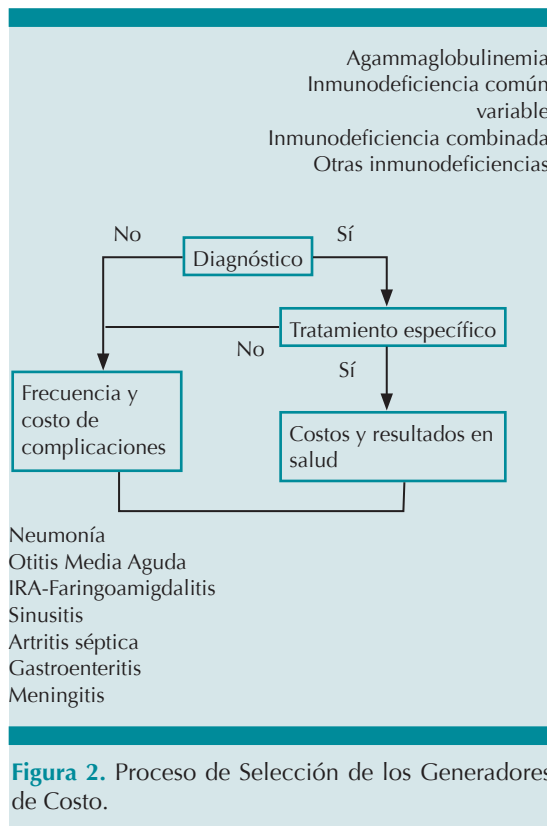 Agammaglobulinemia
Inmunodeficiencia común
variable
Inmunodeficiencia combinada
Otras inmunodeficiencias
No
Sí
Diagnóstico
Tratamiento específico
No
Sí
Frecuencia y
costo de
complicaciones
Costos y resultados en
salud
Neumonía
Otitis Media Aguda
IRA-Faringoamigdalitis
Sinusitis
Artritis séptica
Gastroenteritis
Meningitis
Figura 2. Proceso de Selección de los Generadores
de Costo.